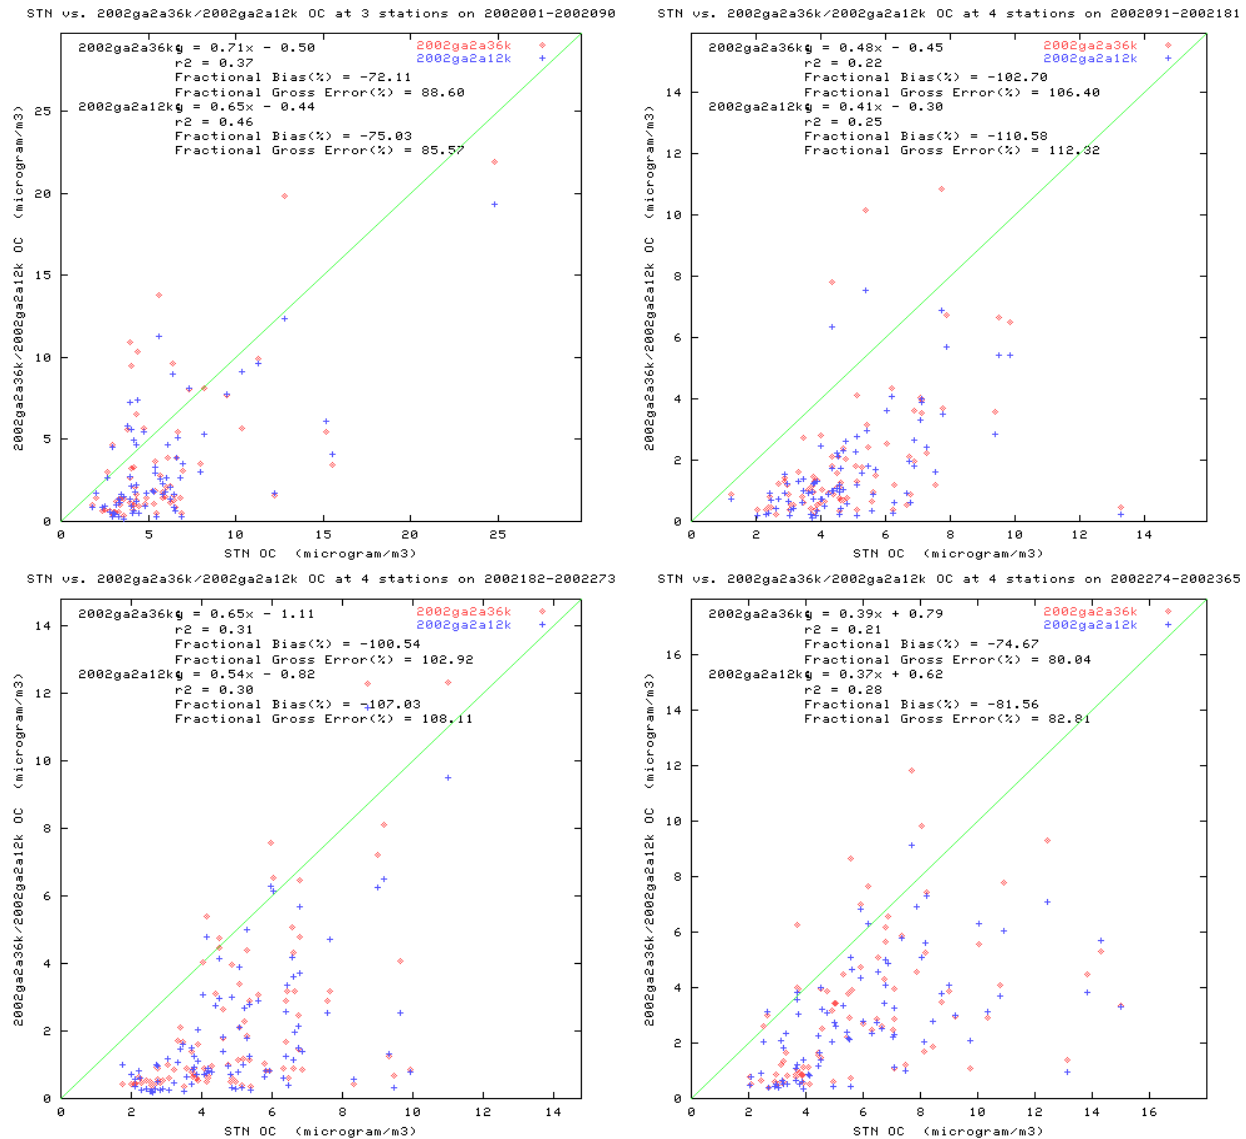 STN vs. 2002ga2a36k/2002ga2a12k OC at 3 stations on 2002001-2002090
2002ga2a36k y = 0.71x - 0.50
r2 = 0.37
Fractional Bias(%) = -72.11
Fractional Gross Error(%) = 88.60
2002ga2a12k y = 0.65x - 0.44
r2 = 0.46
Fractional Bias(%) = -75.03
Fractional Gross Error(%) = 85.57
2002ga2a36k
2002ga2a12k
2002ga2a36k/2002ga2a12k OC (microgram/m3)
25
20
15
10
5
0
0 5 10 15 20 25
STN OC (microgram/m3)
STN vs. 2002ga2a36k/2002ga2a12k OC at 4 stations on 2002091-2002181
2002ga2a36k y = 0.48x - 0.45
r2 = 0.22
Fractional Bias(%) = -102.70
Fractional Gross Error(%) = 106.40
2002ga2a12k y = 0.41x - 0.30
r2 = 0.25
Fractional Bias(%) = -110.58
Fractional Gross Error(%) = 112.32
2002ga2a36k
2002ga2a12k
2002ga2a36k/2002ga2a12k OC (microgram/m3)
14
12
10
8
6
4
2
0
0 2 4 6 8 10 12 14
STN OC (microgram/m3)
STN vs. 2002ga2a36k/2002ga2a12k OC at 4 stations on 2002182-2002273
2002ga2a36k y = 0.65x - 1.11
r2 = 0.31
Fractional Bias(%) = -100.54
Fractional Gross Error(%) = 102.92
2002ga2a12k y = 0.54x - 0.82
r2 = 0.30
Fractional Bias(%) = -107.03
Fractional Gross Error(%) = 108.11
2002ga2a36k
2002ga2a12k
2002ga2a36k/2002ga2a12k OC (microgram/m3)
14
12
10
8
6
4
2
0
0 2 4 6 8 10 12 14
STN OC (microgram/m3)
STN vs. 2002ga2a36k/2002ga2a12k OC at 4 stations on 2002274-2002365
2002ga2a36k y = 0.39x + 0.79
r2 = 0.21
Fractional Bias(%) = -74.67
Fractional Gross Error(%) = 80.04
2002ga2a12k y = 0.37x + 0.62
r2 = 0.28
Fractional Bias(%) = -81.56
Fractional Gross Error(%) = 82.81
2002ga2a36k
2002ga2a12k
2002ga2a36k/2002ga2a12k OC (microgram/m3)
16
14
12
10
8
6
4
2
0
0 2 4 6 8 10 12 14 16
STN OC (microgram/m3)